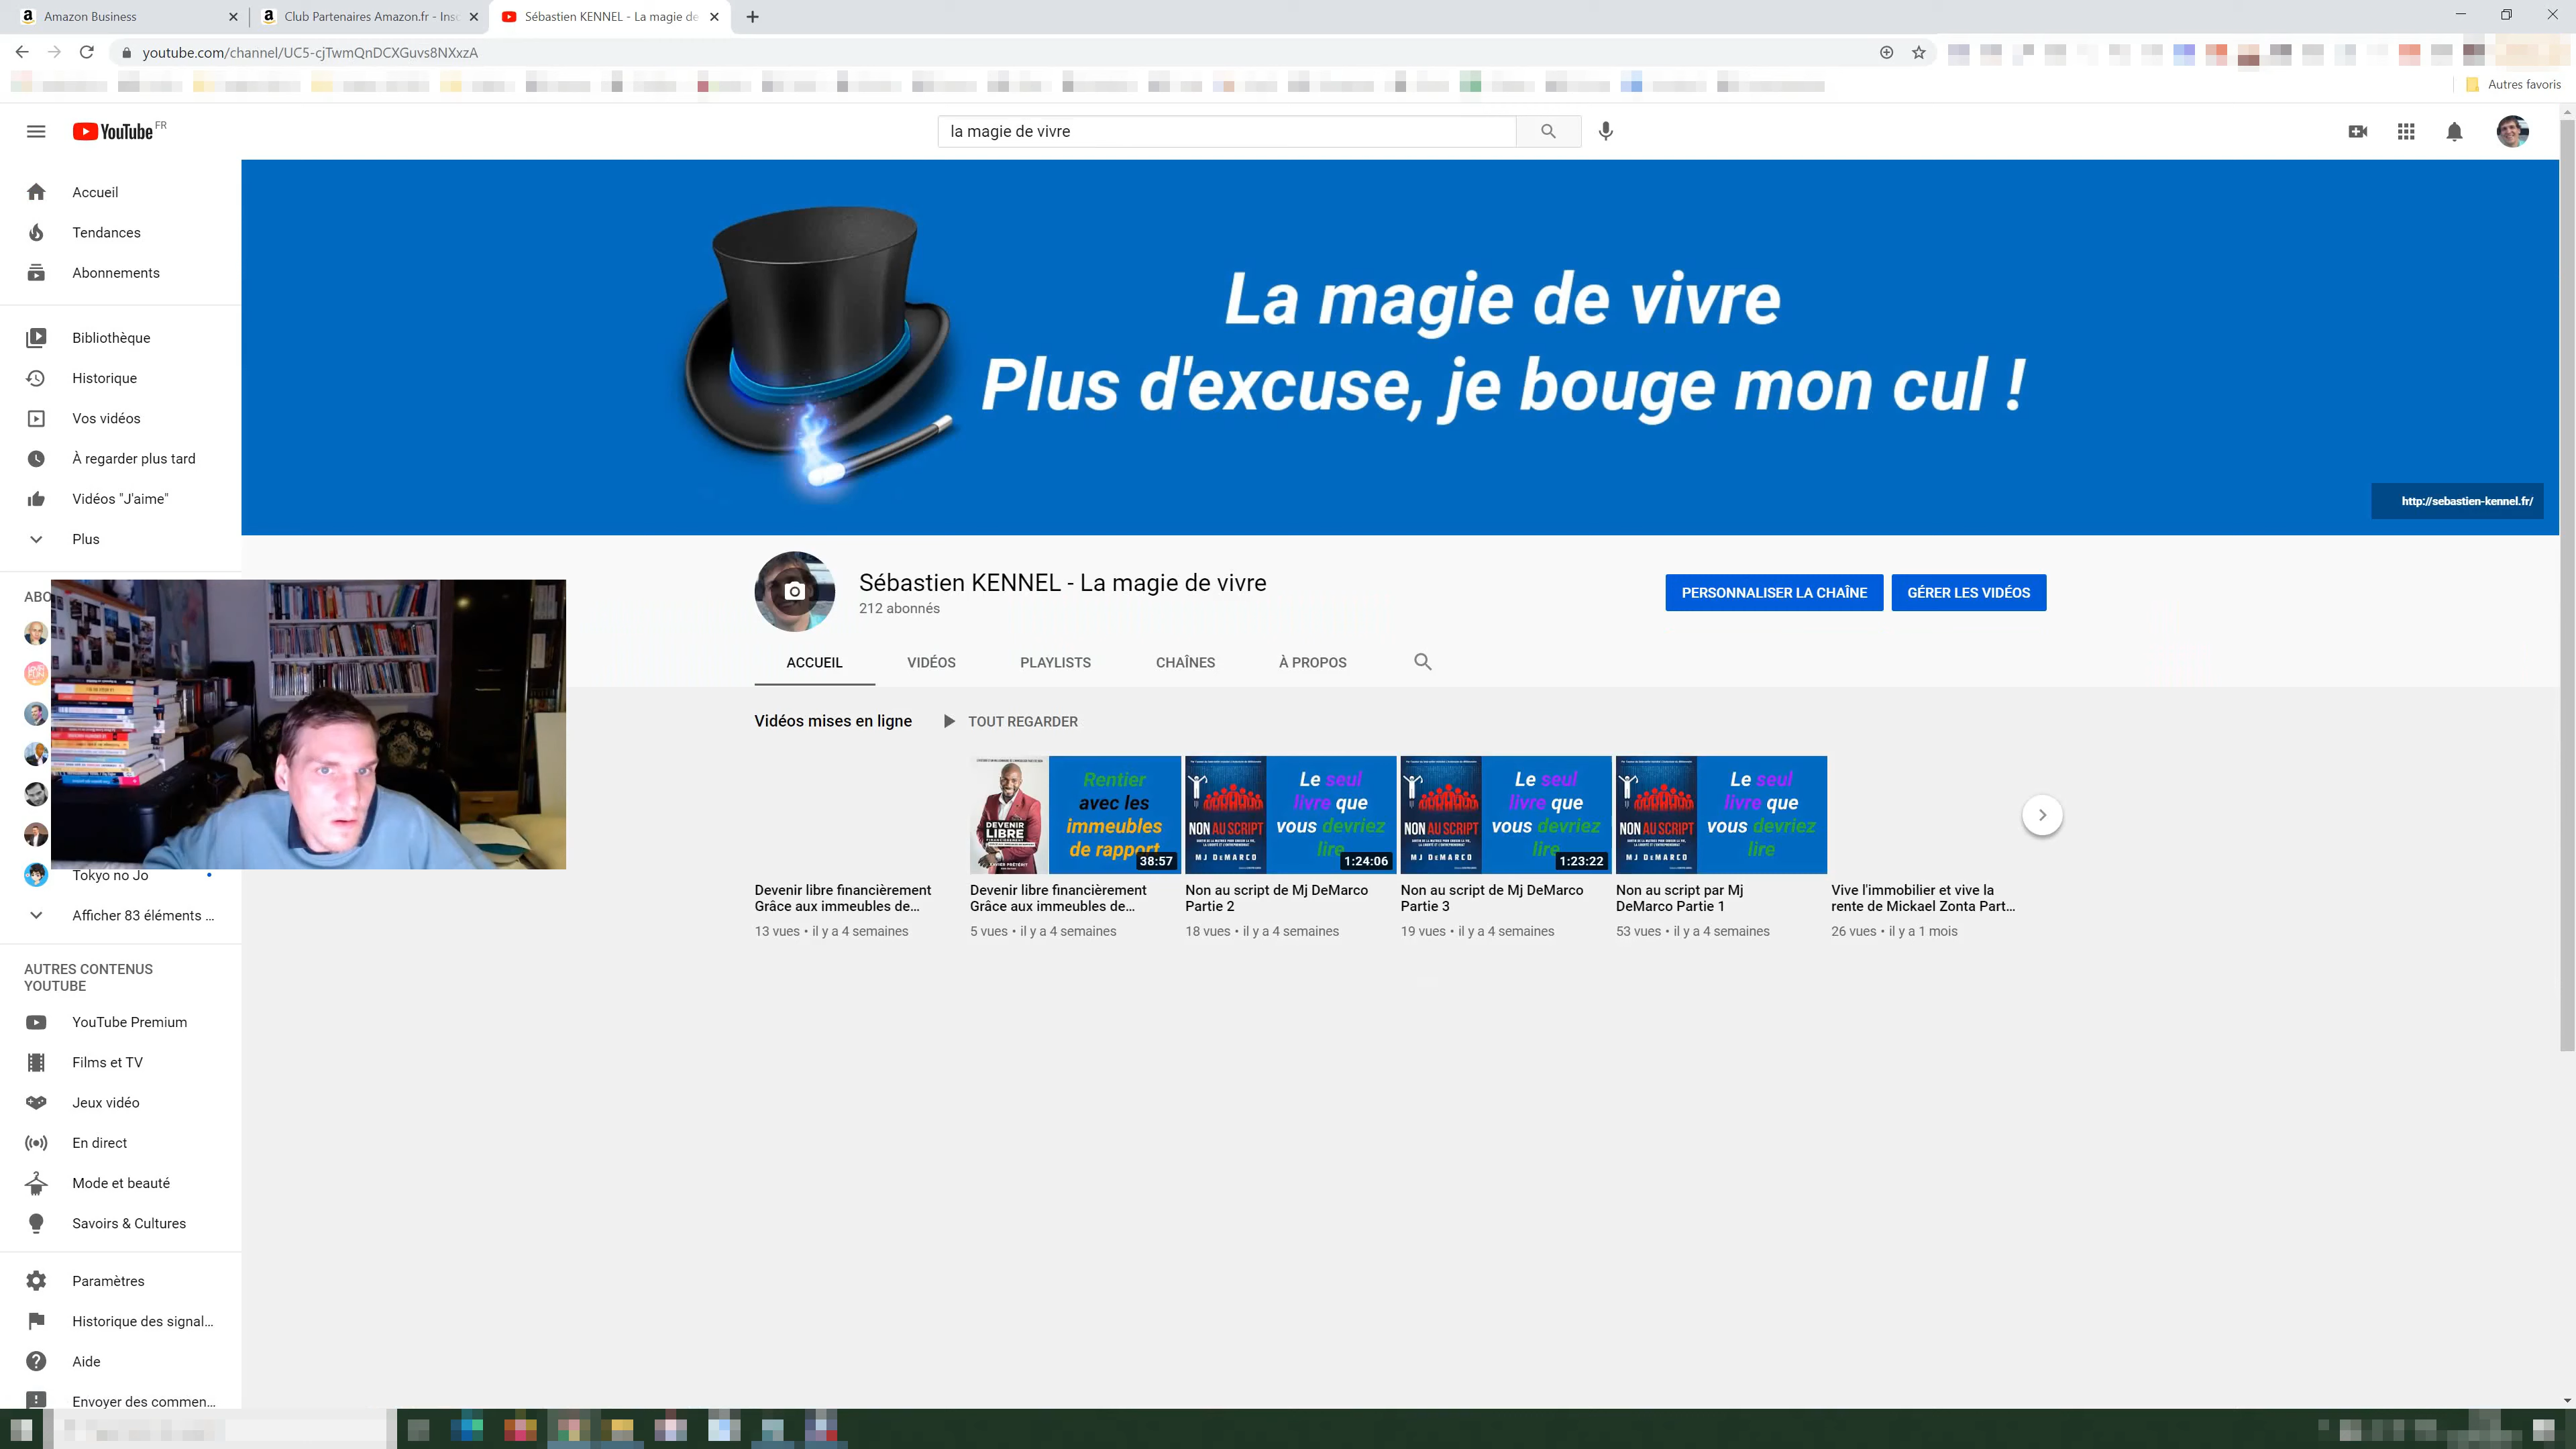 Amazon Business
Club Partenaires Amazon.fr - Insc
Sébastien KENNEL - La magie de
youtube.com/channel/UC5-cjTwmQnDCXGuvs8NXxzA
Autres favoris
YouTube FR
la magie de vivre
Accueil
Tendances
Abonnements
Bibliothèque
Historique
Vos vidéos
À regarder plus tard
Vidéos "J'aime"
Plus
ABO
Tokyo no Jo
Afficher 83 éléments ...
AUTRES CONTENUS
YOUTUBE
YouTube Premium
Films et TV
Jeux vidéo
En direct
Mode et beauté
Savoirs & Cultures
Paramètres
Historique des signal...
Aide
Envoyer des commen...
La magie de vivre
Plus d'excuse, je bouge mon cul !
http://sebastien-kennel.fr/
Sébastien KENNEL - La magie de vivre
212 abonnés
PERSONNALISER LA CHAÎNE
GÉRER LES VIDÉOS
ACCUEIL
VIDÉOS
PLAYLISTS
CHAÎNES
À PROPOS
Vidéos mises en ligne
TOUT REGARDER
Devenir libre financièrement
Grâce aux immeubles de...
13 vues • il y a 4 semaines
DEVENIR
LIBRE
Rentier
avec les
immeubles
de rapport
38:57
Devenir libre financièrement
Grâce aux immeubles de...
5 vues • il y a 4 semaines
NON AU SCRIPT
MJ DEMARCO
Le seul
livre que
vous devriez
lire
1:24:06
Non au script de Mj DeMarco
Partie 2
18 vues • il y a 4 semaines
NON AU SCRIPT
MJ DEMARCO
Le seul
livre que
vous devriez
lire
1:23:22
Non au script de Mj DeMarco
Partie 3
19 vues • il y a 4 semaines
NON AU SCRIPT
MJ DEMARCO
Le seul
livre que
vous devriez
lire
Non au script par Mj
DeMarco Partie 1
53 vues • il y a 4 semaines
Vive l'immobilier et vive la
rente de Mickael Zonta Part...
26 vues • il y a 1 mois